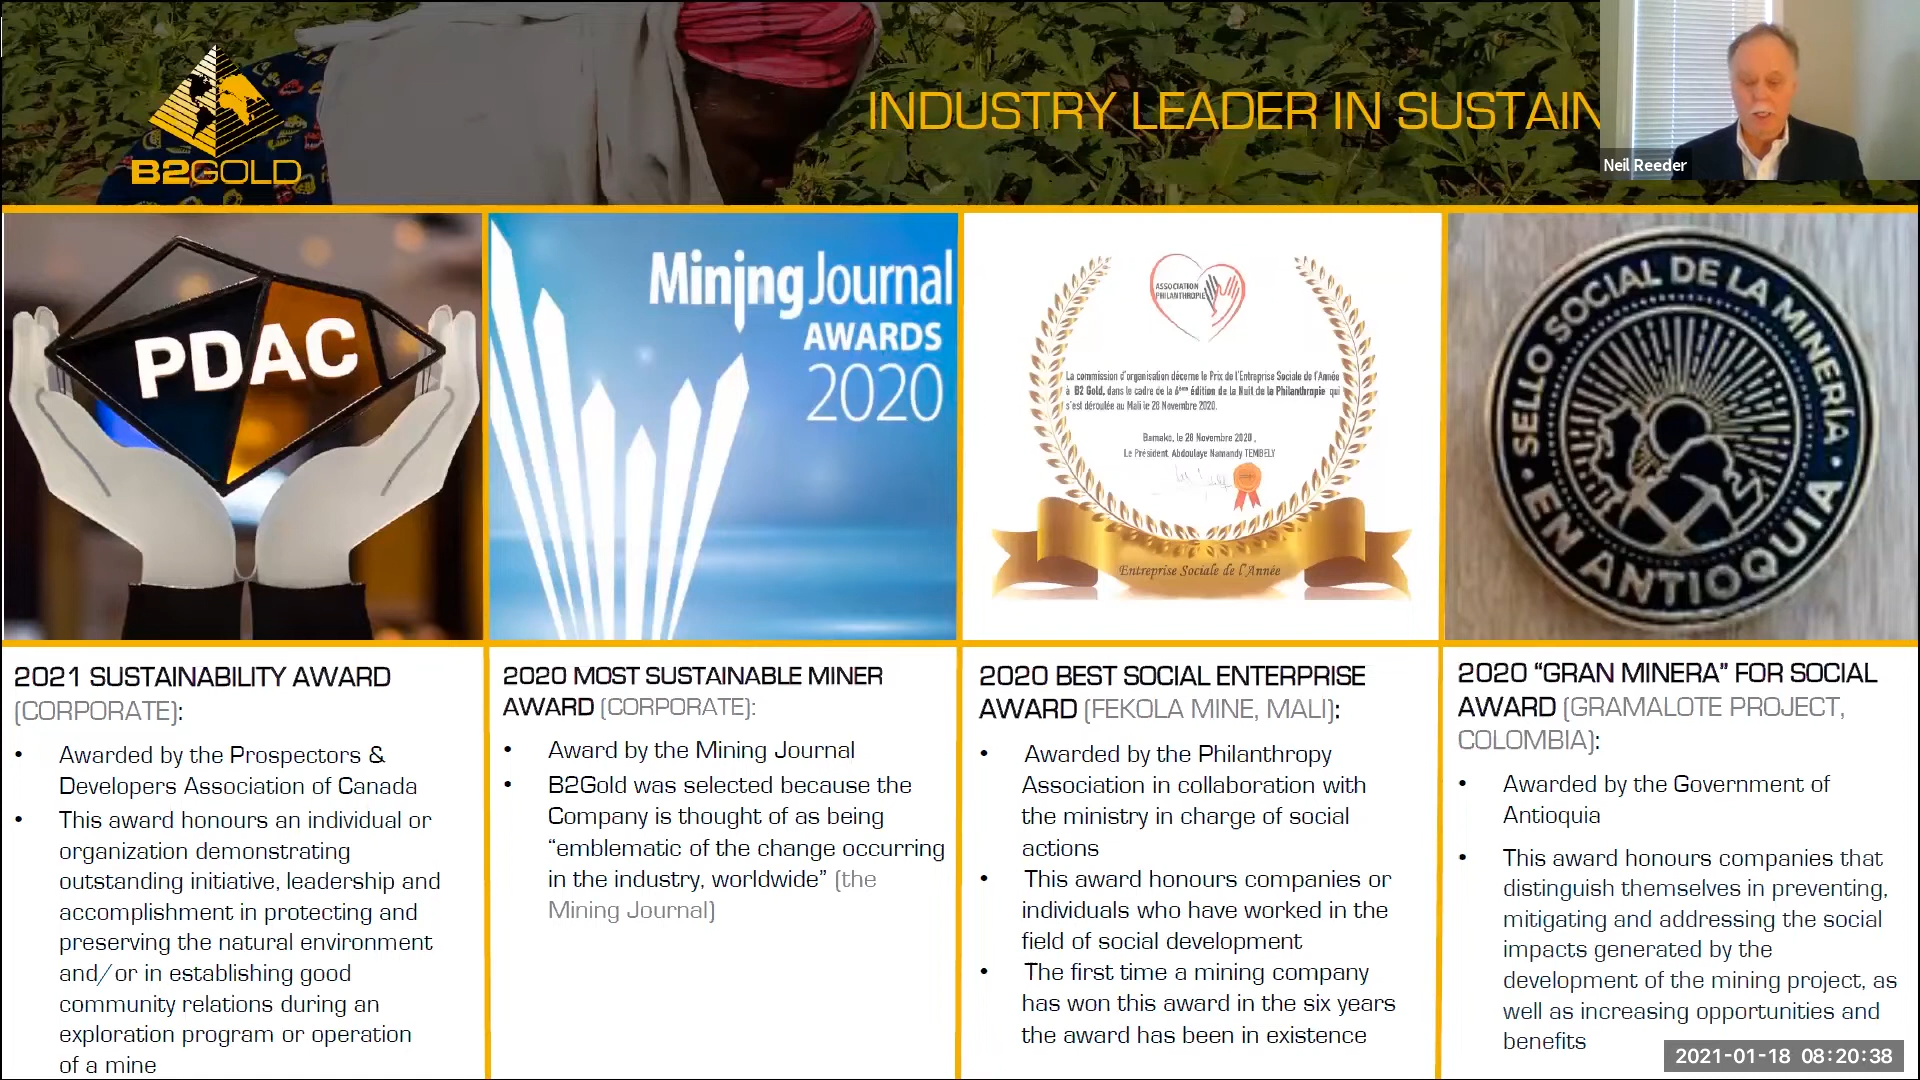 B2GOLD
INDUSTRY LEADER IN SUSTAIN
Neil Reeder
PDAC
Mining Journal
AWARDS
2020
ASSOCIATION
PHILANTHROPIE
La commission d'organisation décerne le Prix de l'Entreprise Sociale de l'Année
à B2 Gold, dans le cadre de la 6ème édition de la Nuit de la Philanthropie qui
s'est déroulée au Mali le 28 Novembre 2020.
Bamako, le 28 Novembre 2020,
Le Président Abdoulaye Namandy TEMBELY
Entreprise Sociale de l'Année
SELLO SOCIAL DE LA MINERÍA
EN ANTIOQUIA
2021 SUSTAINABILITY AWARD
(CORPORATE):
• Awarded by the Prospectors &
Developers Association of Canada
• This award honours an individual or
organization demonstrating
outstanding initiative, leadership and
accomplishment in protecting and
preserving the natural environment
and/or in establishing good
community relations during an
exploration program or operation
of a mine
2020 MOST SUSTAINABLE MINER
AWARD (CORPORATE):
• Award by the Mining Journal
• B2Gold was selected because the
Company is thought of as being
“emblematic of the change occurring
in the industry, worldwide” (the
Mining Journal)
2020 BEST SOCIAL ENTERPRISE
AWARD (FEKOLA MINE, MALI):
• Awarded by the Philanthropy
Association in collaboration with
the ministry in charge of social
actions
• This award honours companies or
individuals who have worked in the
field of social development
• The first time a mining company
has won this award in the six years
the award has been in existence
2020 “GRAN MINERA” FOR SOCIAL
AWARD (GRAMALOTE PROJECT,
COLOMBIA):
• Awarded by the Government of
Antioquia
• This award honours companies that
distinguish themselves in preventing,
mitigating and addressing the social
impacts generated by the
development of the mining project, as
well as increasing opportunities and
benefits
2021-01-18 08:20:38